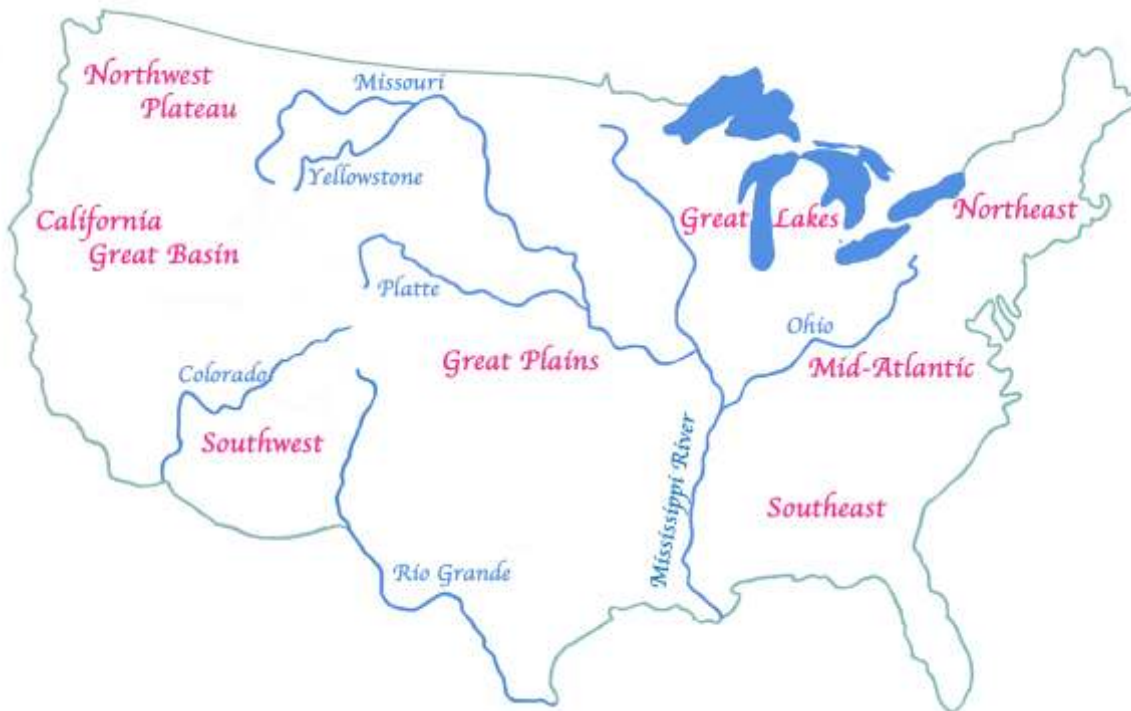 Northwest
Plateau
Missouri
Yellowstone
California
Great Basin
Great Lakes
Northeast
Platte
Ohio
Great Plains
Mid-Atlantic
Colorado
Southwest
Mississippi River
Southeast
Rio Grande